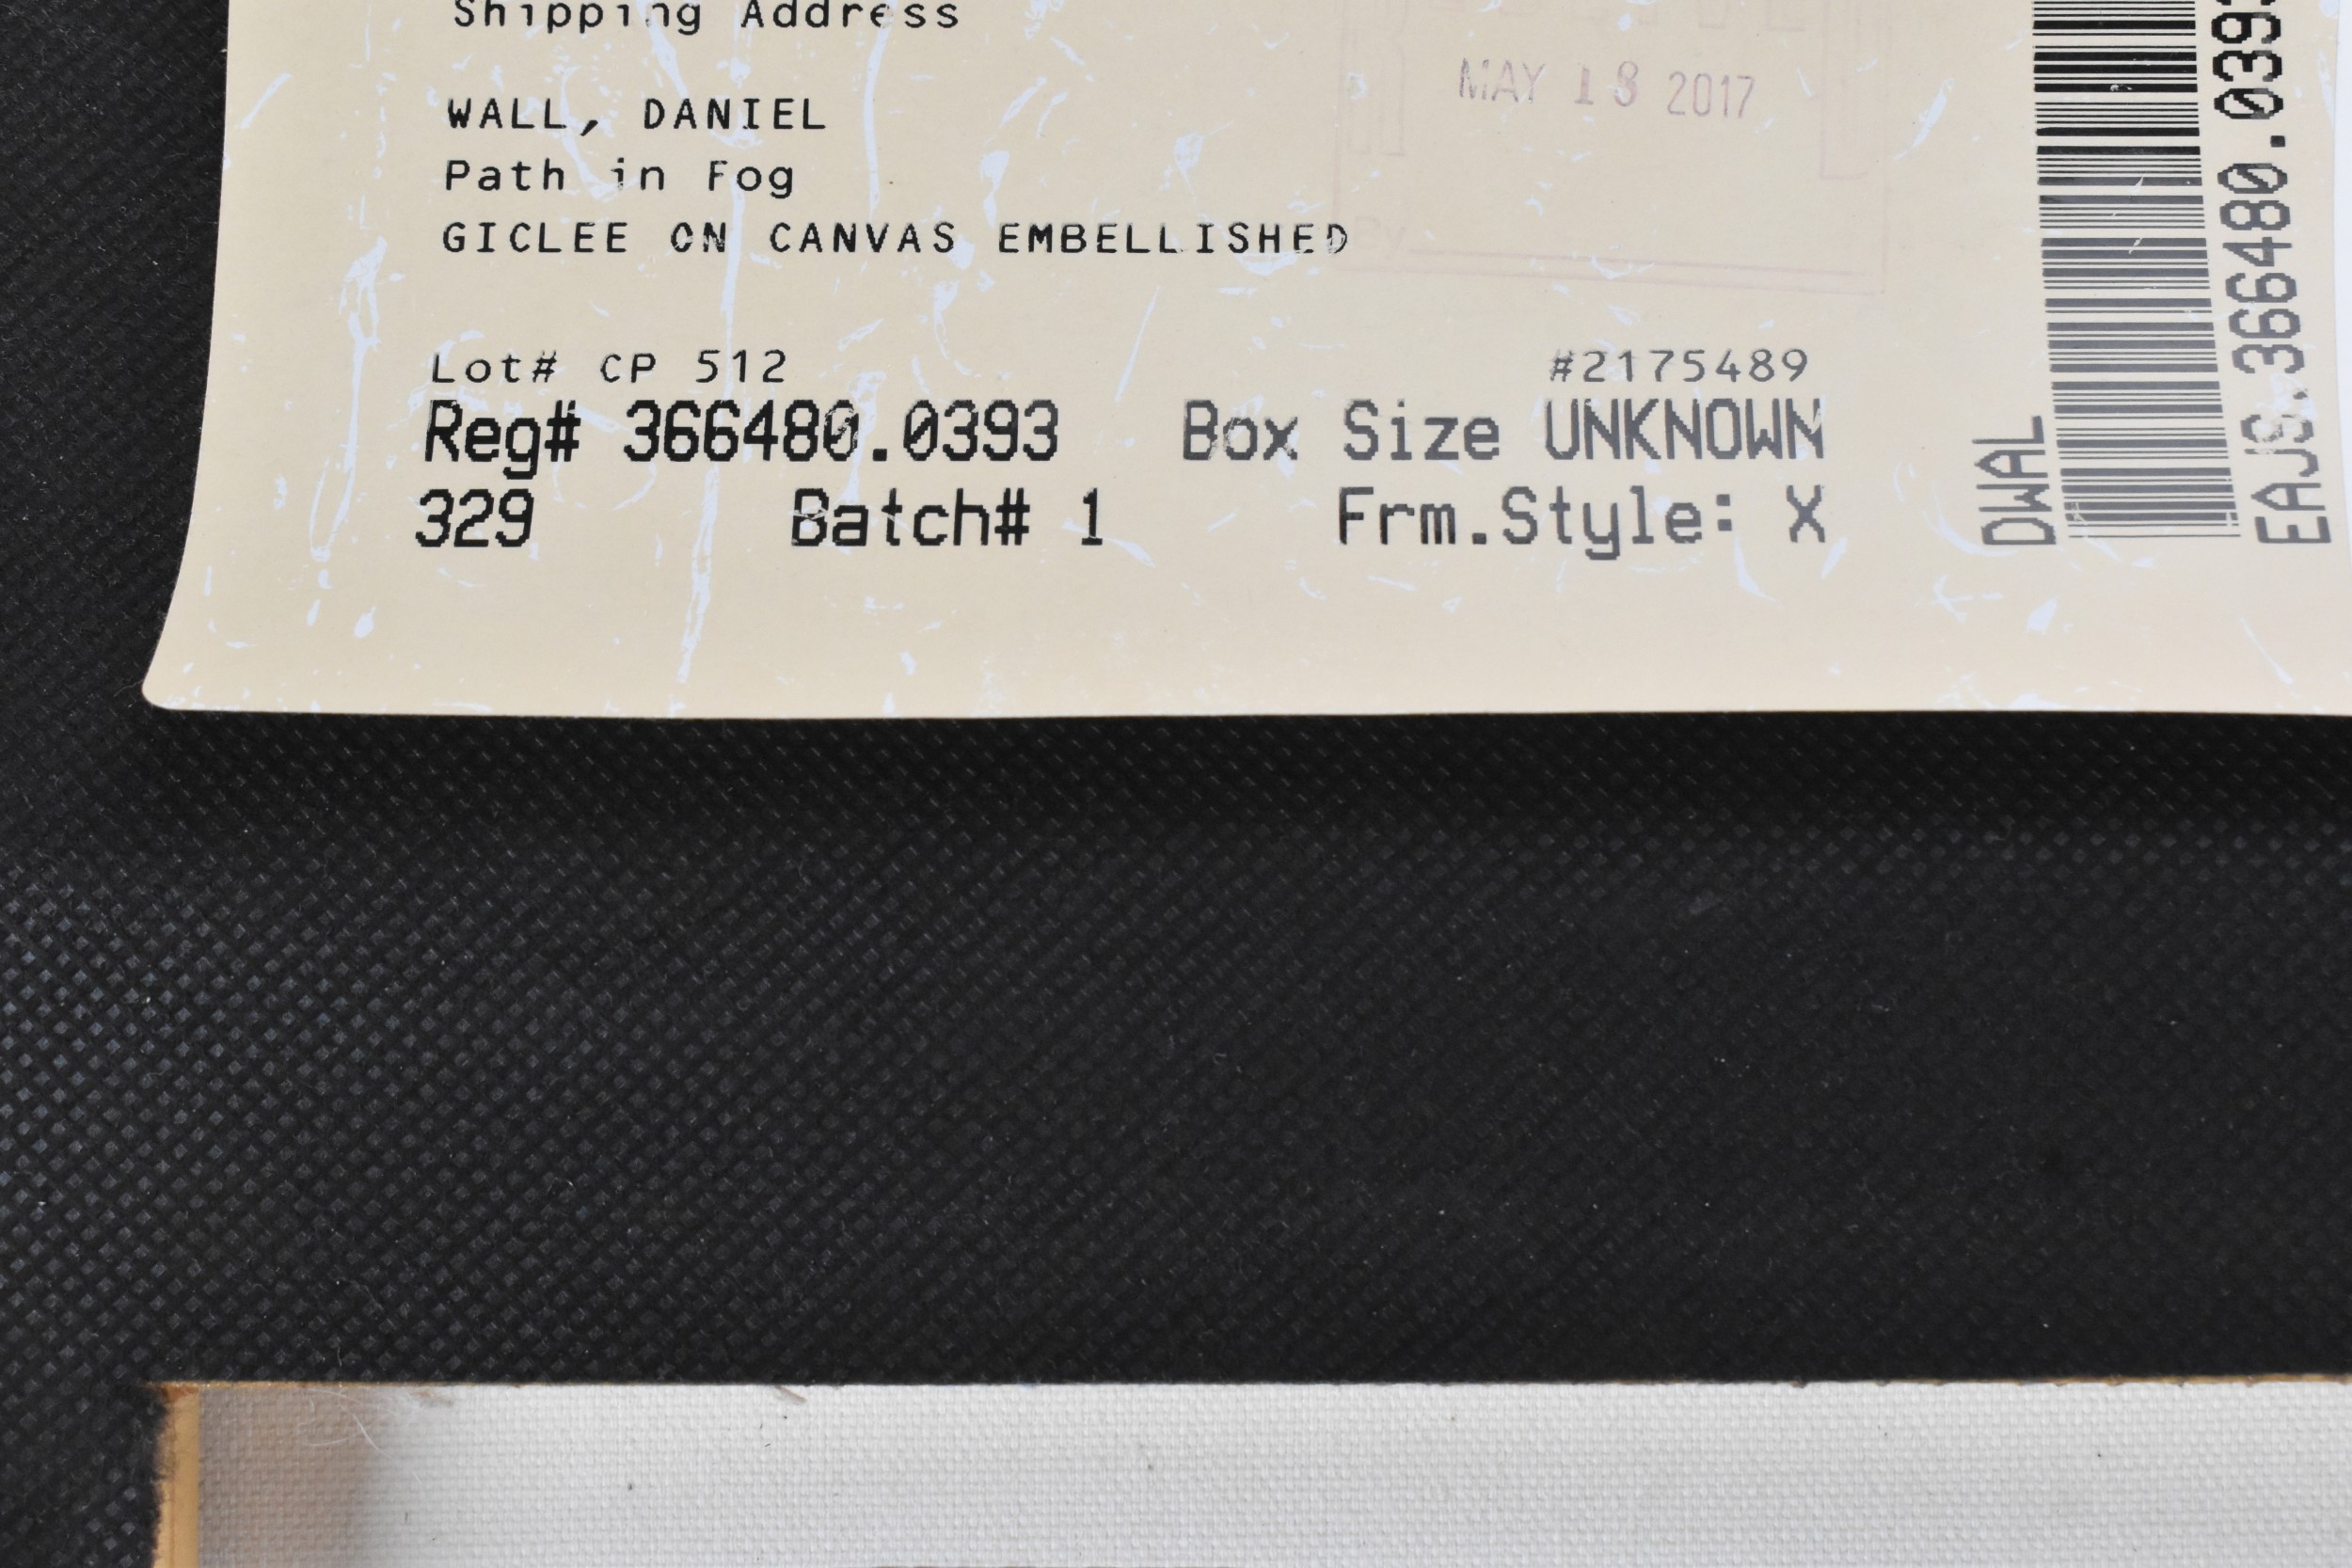 Shipping Address
MAY 18 2017
WALL, DANIEL
Path in Fog
GICLEE ON CANVAS EMBELLISHED
Lot# CP 512
#2175489
Reg# 366480.0393 Box Size UNKNOWN
329 Batch# 1 Frm.Style: X
DWAL
EAJS.366480.0393